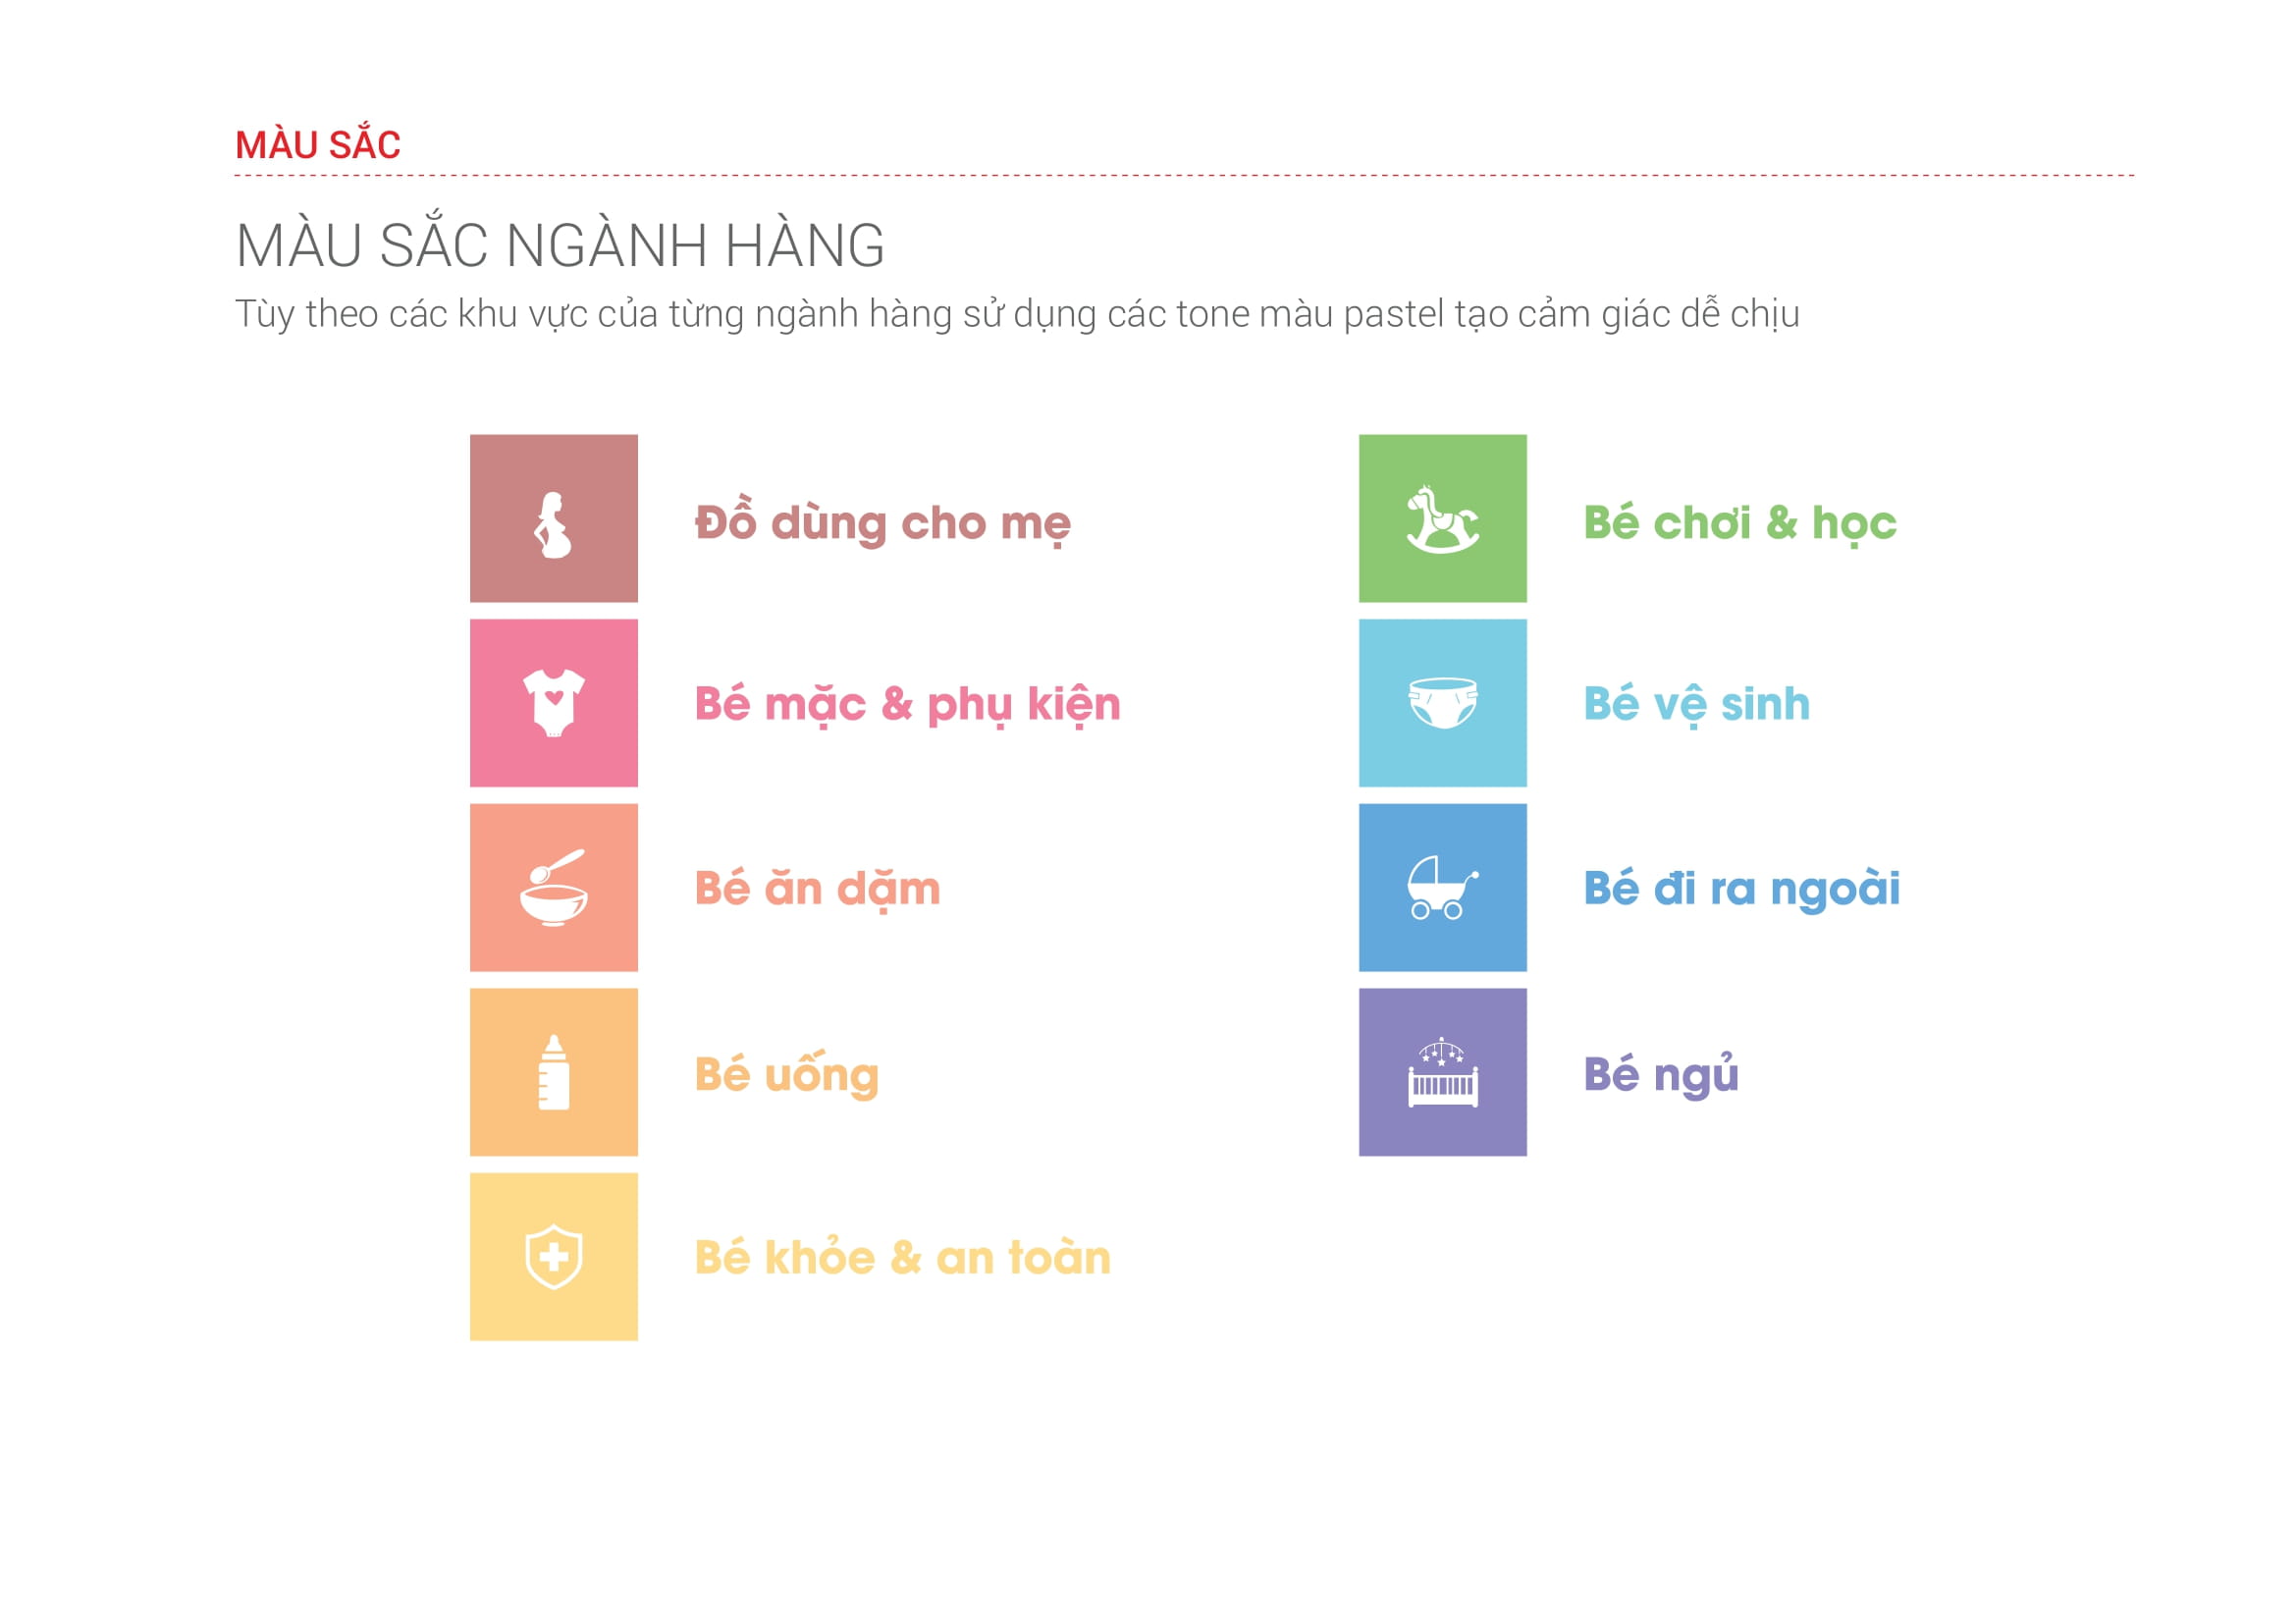 MÀU SẮC
MÀU SẮC NGÀNH HÀNG
Tùy theo các khu vực của từng ngành hàng sử dụng các tone màu pastel tạo cảm giác dễ chịu
Đồ dùng cho mẹ
Bé mặc & phụ kiện
Bé ăn dặm
Bé uống
Bé khỏe & an toàn
Bé chơi & học
Bé vệ sinh
Bé đi ra ngoài
Bé ngủ